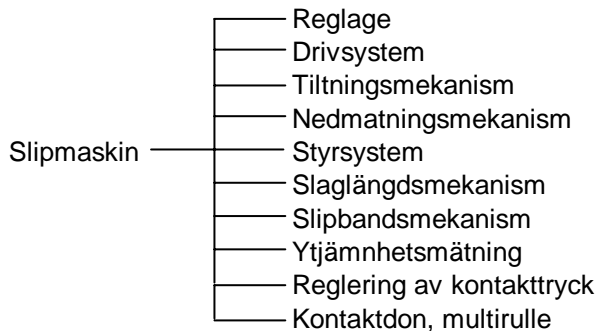 Reglage
Drivsystem
Tiltningsmekanism
Nedmatningsmekanism
Slipmaskin
Styrsystem
Slaglängdsmekanism
Slipbandsmekanism
Ytjämnhetsmätning
Reglering av kontakttryck
Kontaktdon, multirulle